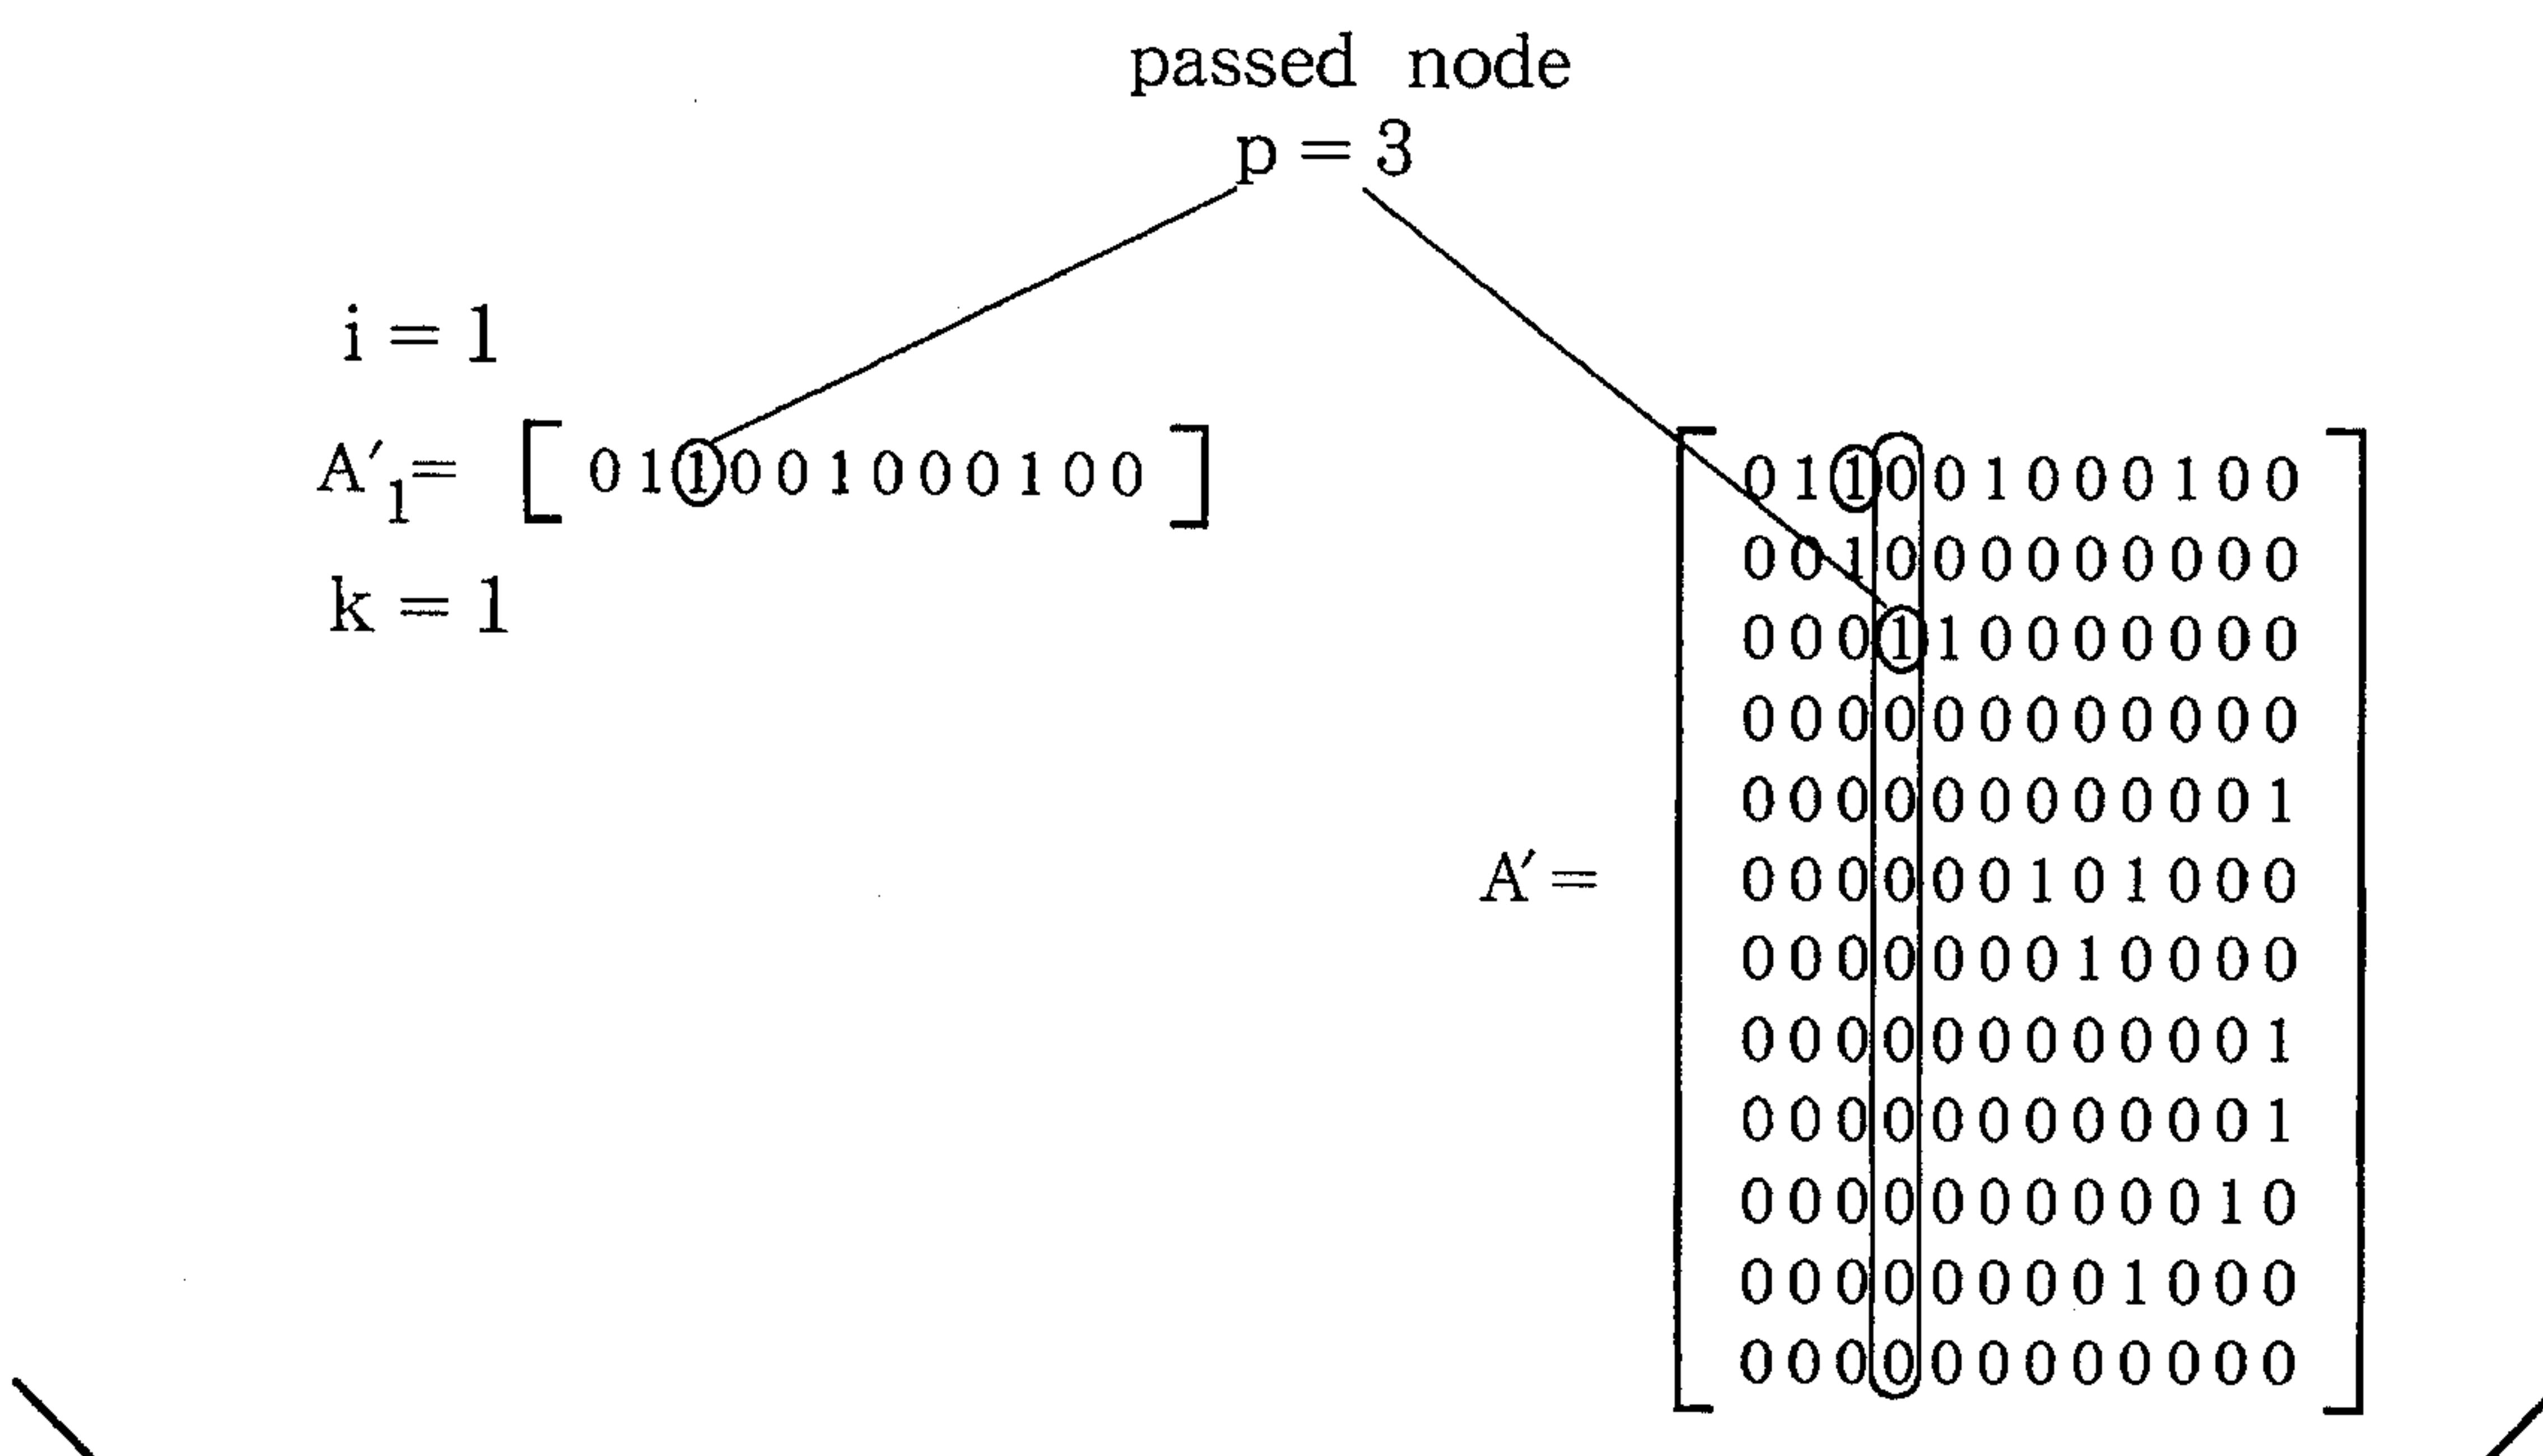 passed node
p = 3
i = 1
A′1 = [ 0 1 1 0 0 1 0 0 0 1 0 0 ]
k = 1
A′ =
0 1 1 0 0 1 0 0 0 1 0 0
0 0 1 0 0 0 0 0 0 0 0 0
0 0 0 1 1 0 0 0 0 0 0 0
0 0 0 0 0 0 0 0 0 0 0 0
0 0 0 0 0 0 0 0 0 0 0 1
0 0 0 0 0 0 1 0 1 0 0 0
0 0 0 0 0 0 0 1 0 0 0 0
0 0 0 0 0 0 0 0 0 0 0 1
0 0 0 0 0 0 0 0 0 0 0 1
0 0 0 0 0 0 0 0 0 0 1 0
0 0 0 0 0 0 0 0 1 0 0 0
0 0 0 0 0 0 0 0 0 0 0 0